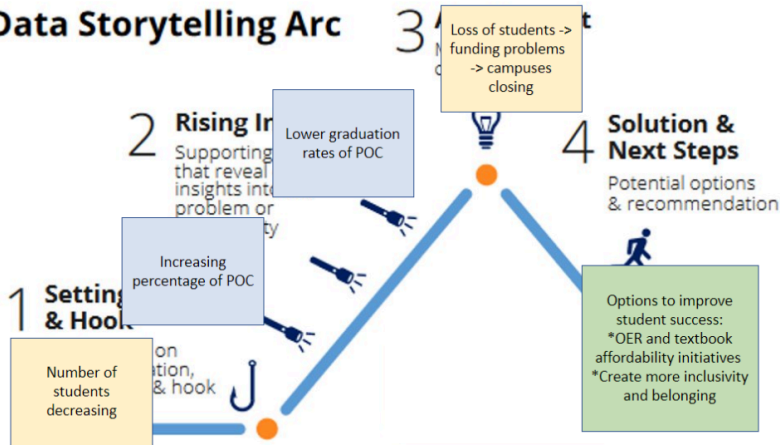 Data Storytelling Arc
3
Loss of students ->
funding problems
-> campuses
closing
2
Rising
Supporting
that reveal
insights
problem or
Lower graduation
rates of POC
4
Solution &
Next Steps
Potential options
& recommendation
Increasing
percentage of POC
1
Setting
& Hook
on
& hook
Number of
students
decreasing
Options to improve
student success:
*OER and textbook
affordability initiatives
*Create more inclusivity
and belonging